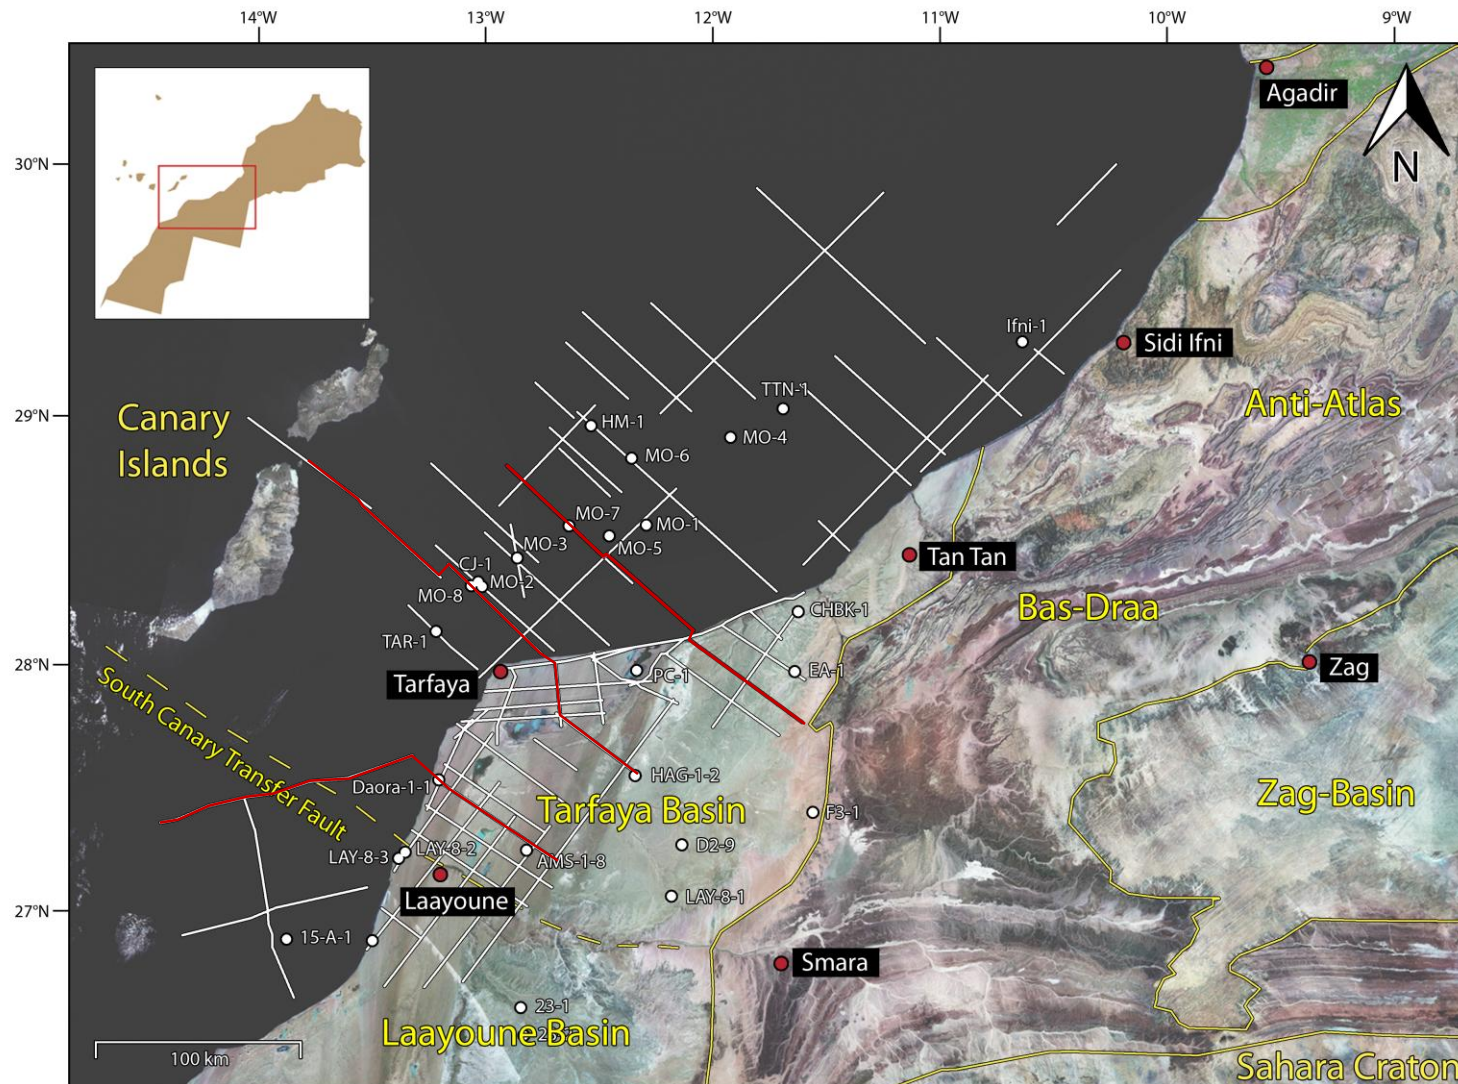 14°W
13°W
12°W
11°W
10°W
9°W
30°N
29°N
28°N
27°N
Agadir
N
Ifni-1
Sidi Ifni
TTN-1
Anti-Atlas
Canary
Islands
HM-1
MO-4
MO-6
MO-7
MO-1
MO-3
MO-5
Tan Tan
CJ-1
MO-2
MO-8
Bas-Draa
CHBK-1
TAR-1
Zag
EA-1
PC-1
Tarfaya
South Canary Transfer Fault
HAG-1-2
Daora-1-1
Tarfaya Basin
Zag-Basin
F3-1
D2-9
LAY-8-2
LAY-8-3
AMS-1-8
Laayoune
LAY-8-1
15-A-1
Smara
23-1
Laayoune Basin
100 km
Sahara Craton